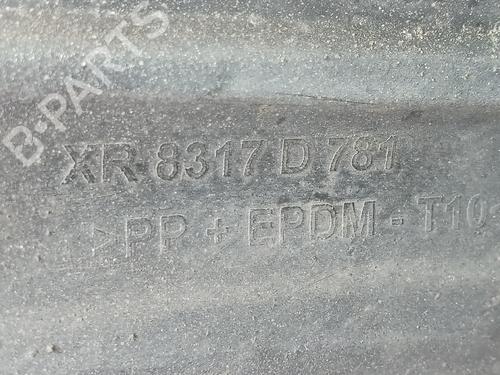 B-PARTS
XR 8317 D 781
>PP + EPDM - T10